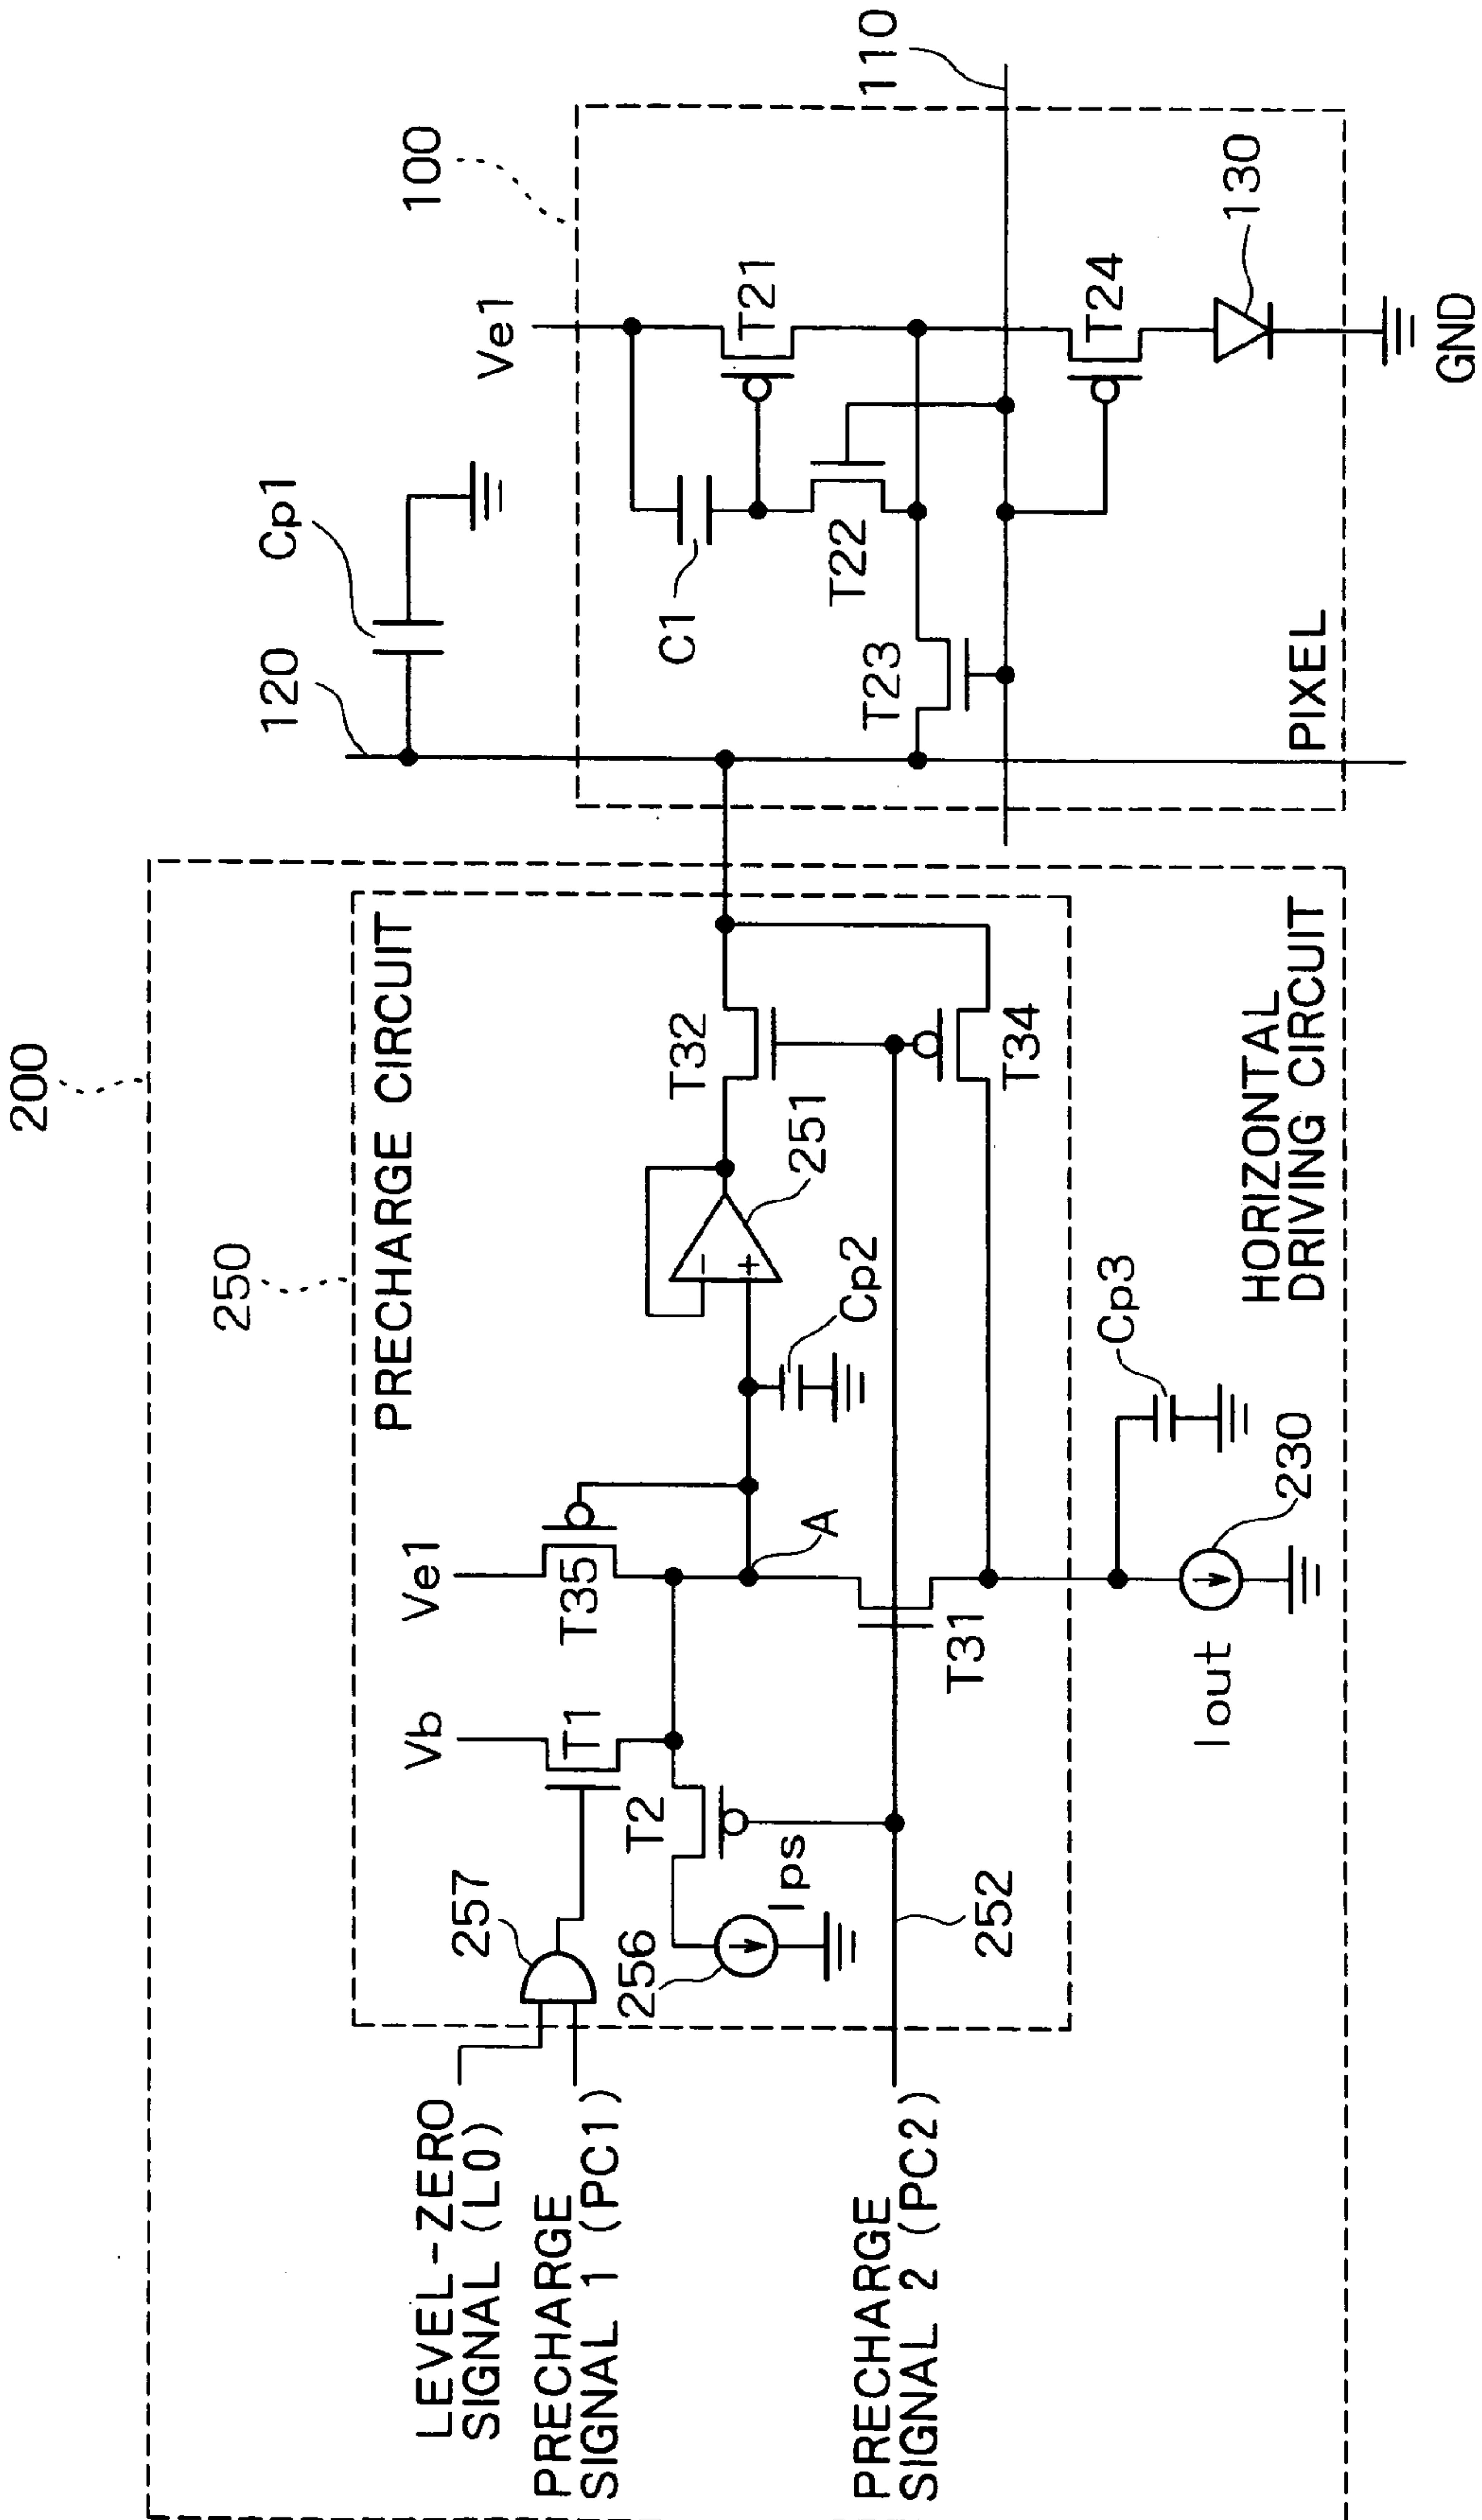 200
250
PRECHARGE CIRCUIT
120
Cp1
100
Ve1
110
LEVEL-ZERO
SIGNAL (L0)
257
Vb
Ve1
C1
T21
PRECHARGE
SIGNAL 1 (PC1)
T1
T35
T2
256
Ips
A
251
T32
-
+
Cp2
T22
T23
PRECHARGE
SIGNAL 2 (PC2)
252
T31
T34
T24
Iout
Cp3
230
130
HORIZONTAL
DRIVING CIRCUIT
PIXEL
GND